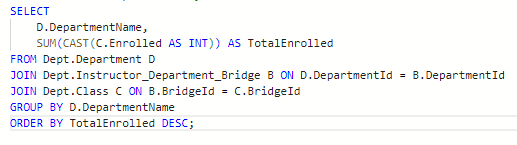 SELECT
    D.DepartmentName,
    SUM(CAST(C.Enrolled AS INT)) AS TotalEnrolled
FROM Dept.Department D
JOIN Dept.Instructor_Department_Bridge B ON D.DepartmentId = B.DepartmentId
JOIN Dept.Class C ON B.BridgeId = C.BridgeId
GROUP BY D.DepartmentName
ORDER BY TotalEnrolled DESC;